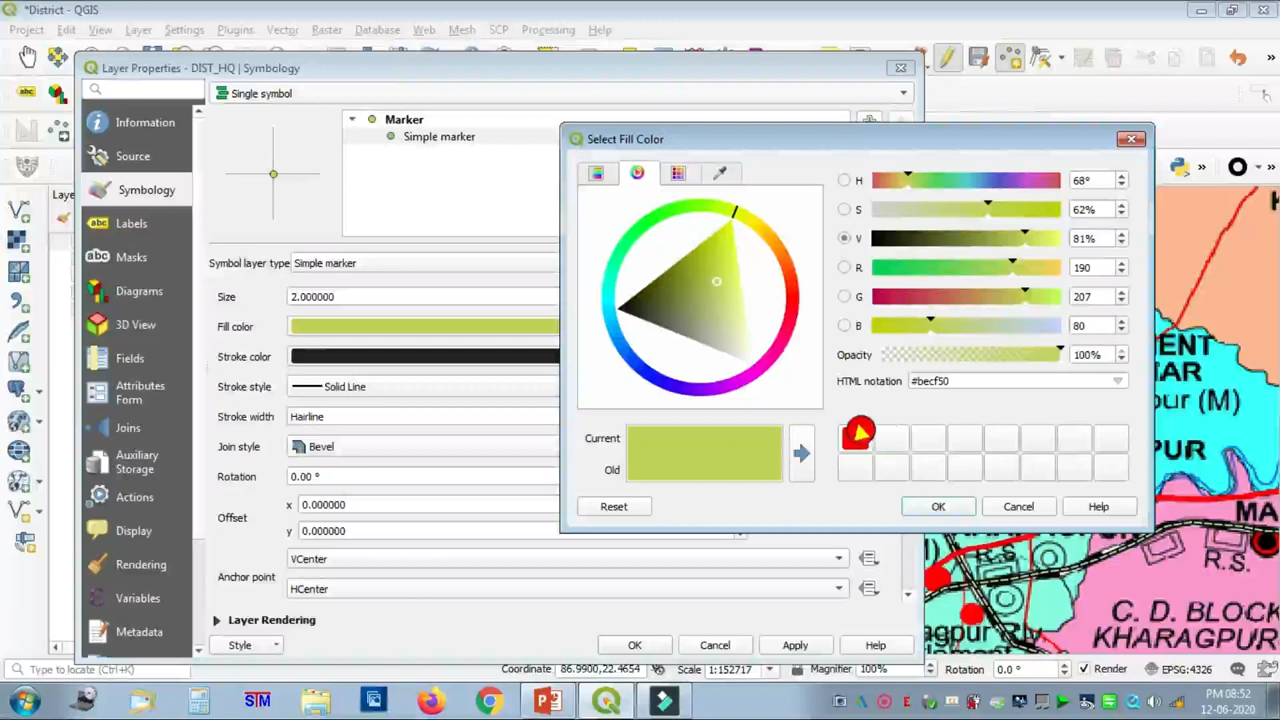 *District - QGIS
Project Edit View Layer Settings Plugins Vector Raster Database Web Mesh SCP Processing Help
Layer Properties - DIST_HQ | Symbology
Single symbol
Information
Source
Symbology
Labels
Masks
Diagrams
3D View
Fields
Attributes
Form
Joins
Auxiliary
Storage
Actions
Display
Rendering
Variables
Metadata
Marker
Simple marker
Symbol layer type Simple marker
Size 2.000000
Fill color
Stroke color
Stroke style Solid Line
Stroke width Hairline
Join style Bevel
Rotation 0.00 °
Offset
x 0.000000
y 0.000000
Anchor point
VCenter
HCenter
Layer Rendering
Style OK Cancel Apply Help
Select Fill Color
H 68°
S 62%
V 81%
R 190
G 207
B 80
Opacity 100%
HTML notation #becf50
Current
Old
Reset OK Cancel Help
Laye
abc
abc
R.S.
MA
R.S.
C. D. BLOCK
KHARAGPUR
agpur Rly
PUR
Type to locate (Ctrl+K) Coordinate 86.9900,22.4654 Scale 1:152717 Magnifier 100% Rotation 0.0 ° Render EPSG:4326
STM
PM 08:52
12-06-2020